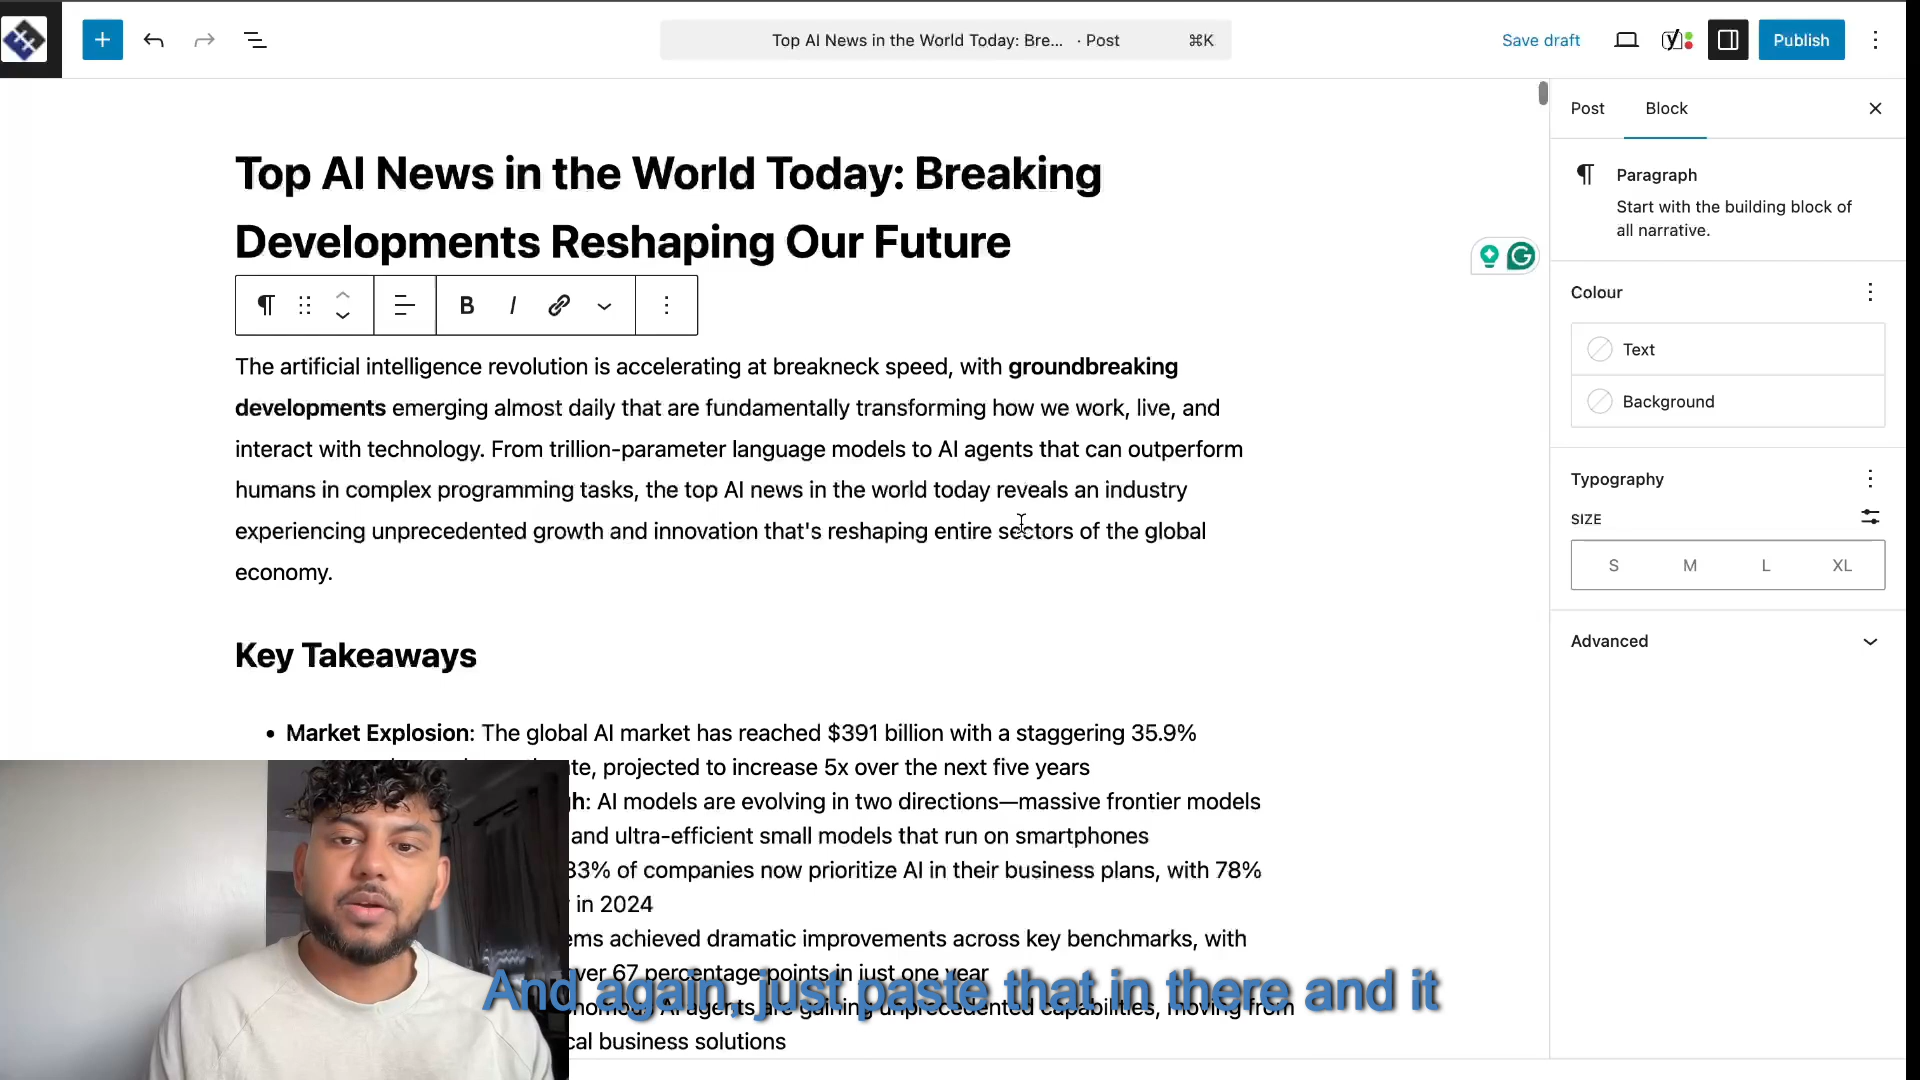 Top AI News in the World Today: Bre... · Post
⌘K
Save draft
Publish
Post
Block
Top AI News in the World Today: Breaking
Developments Reshaping Our Future
B I
The artificial intelligence revolution is accelerating at breakneck speed, with groundbreaking
developments emerging almost daily that are fundamentally transforming how we work, live, and
interact with technology. From trillion-parameter language models to AI agents that can outperform
humans in complex programming tasks, the top AI news in the world today reveals an industry
experiencing unprecedented growth and innovation that's reshaping entire sectors of the global
economy.
Key Takeaways
• Market Explosion: The global AI market has reached $391 billion with a staggering 35.9%
projected to increase 5x over the next five years
AI models are evolving in two directions—massive frontier models
and ultra-efficient small models that run on smartphones
of companies now prioritize AI in their business plans, with 78%
in 2024
achieved dramatic improvements across key benchmarks, with
67 percentage points in just one year
AI agents are gaining unprecedented capabilities, moving from
business solutions
And again, just paste that in there and it
Paragraph
Start with the building block of
all narrative.
Colour
Text
Background
Typography
SIZE
S M L XL
Advanced